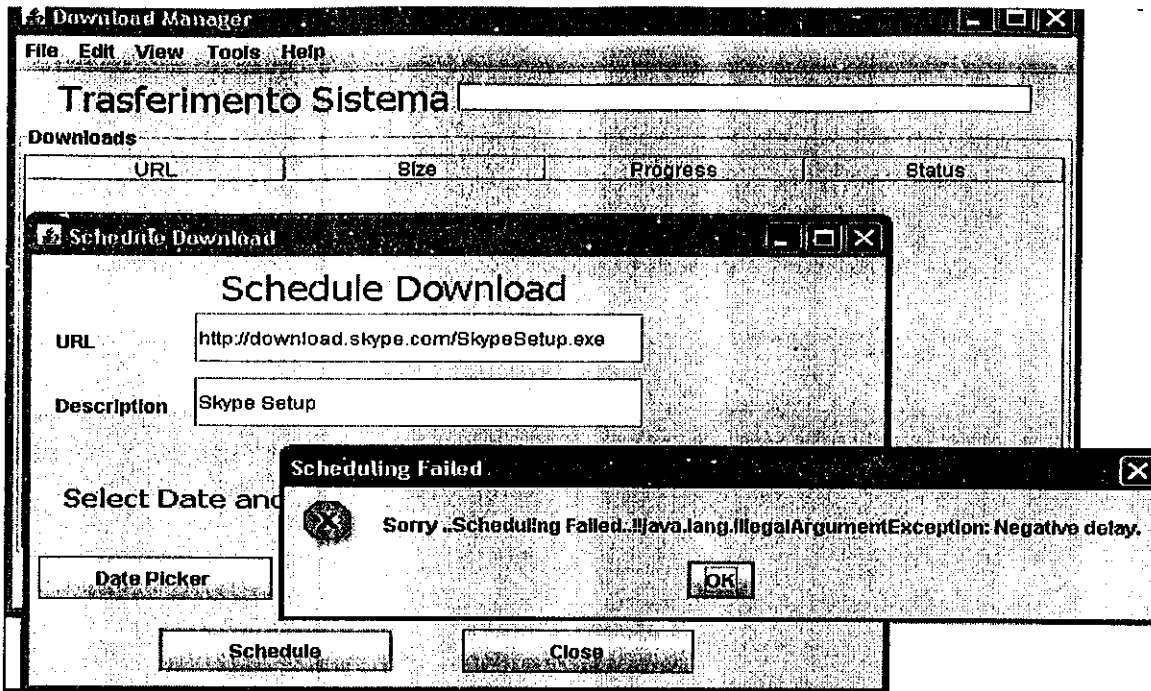 Download Manager
File Edit View Tools Help
Trasferimento Sistema
Downloads
URL Size Progress Status
Schedule Download
Schedule Download
URL http://download.skype.com/SkypeSetup.exe
Description Skype Setup
Scheduling Failed
Select Date and
Sorry ..Scheduling Failed..!!java.lang.IllegalArgumentException: Negative delay.
Date Picker
OK
Schedule Close